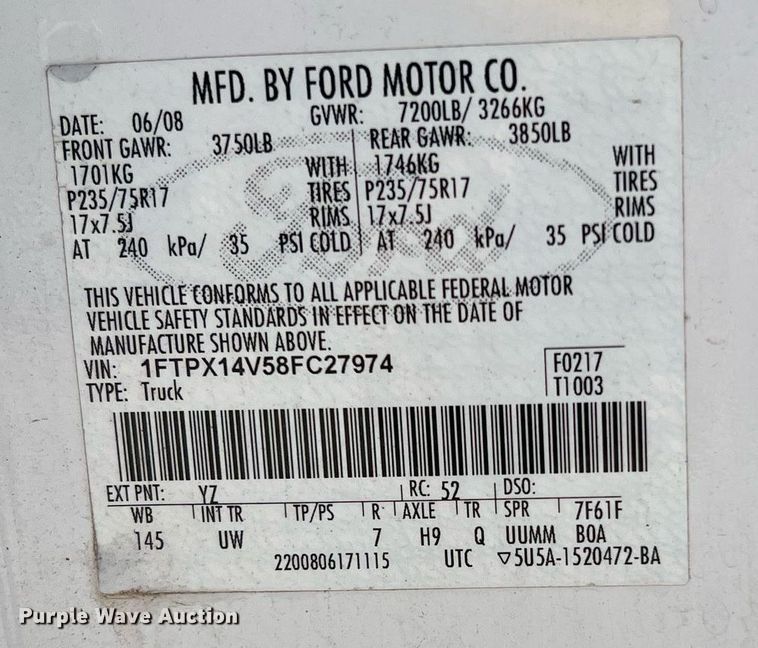 MFD. BY FORD MOTOR CO.
DATE: 06/08 GVWR: 7200LB/ 3266KG
FRONT GAWR: 3750LB REAR GAWR: 3850LB
1701KG WITH 1746KG WITH
P235/75R17 TIRES P235/75R17 TIRES
17x7.5J RIMS 17x7.5J RIMS
AT 240 kPa/ 35 PSI COLD AT 240 kPa/ 35 PSI COLD
Ford
THIS VEHICLE CONFORMS TO ALL APPLICABLE FEDERAL MOTOR
VEHICLE SAFETY STANDARDS IN EFFECT ON THE DATE OF
MANUFACTURE SHOWN ABOVE.
VIN: 1FTPX14V58FC27974 F0217
TYPE: Truck T1003
EXT PNT: YZ RC: 52 DSO:
WB INT TR TP/PS R AXLE TR SPR 7F61F
145 UW 7 H9 Q UUMM BOA
2200806171115 UTC ▽5U5A-1520472-BA
Purple Wave Auction